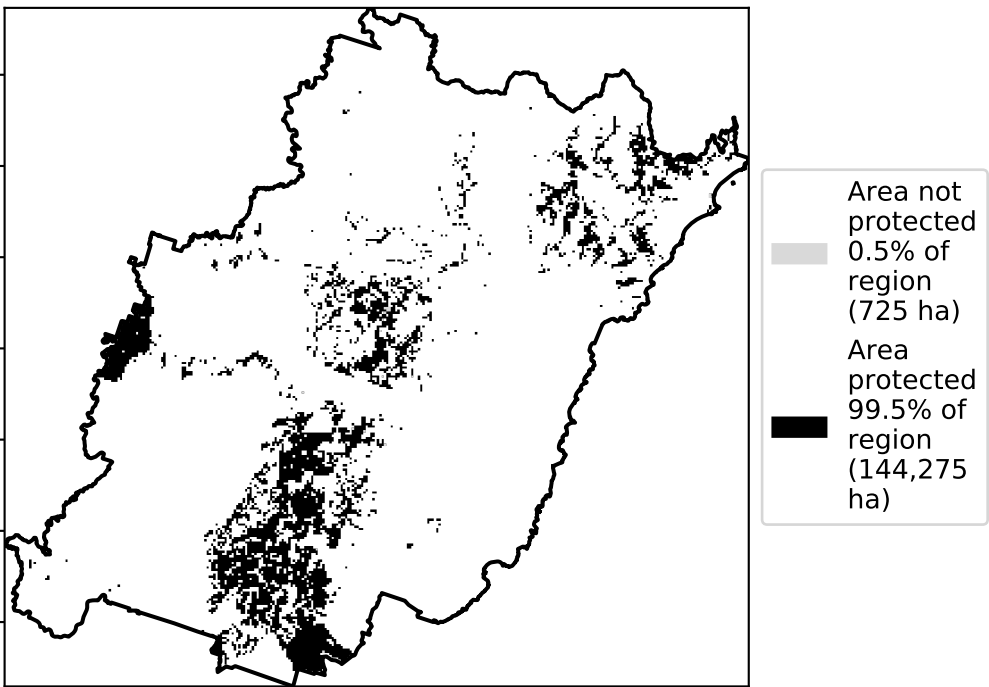 Area not
protected
0.5% of
region
(725 ha)
Area
protected
99.5% of
region
(144,275
ha)